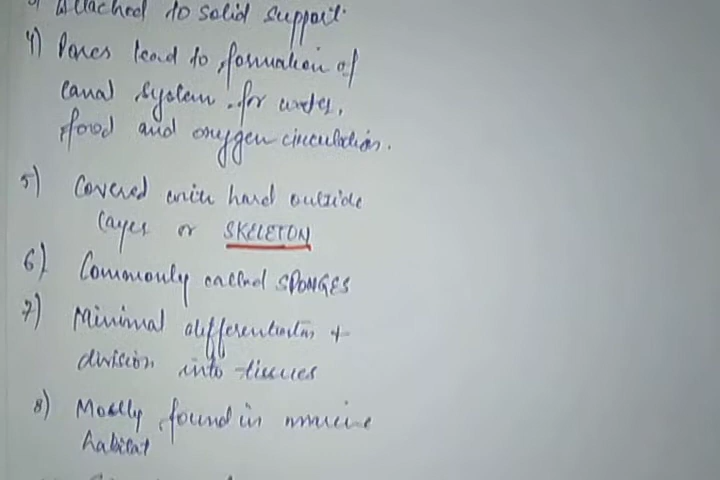 Attached to solid support.
4) Pores lead to formation of
canal system for water,
food and oxygen circulation.
5) Covered with hard outside
layer or SKELETON
6) Commonly called SPONGES
7) Minimal differentiation +
division into tissues
8) Mostly found in marine
habitat